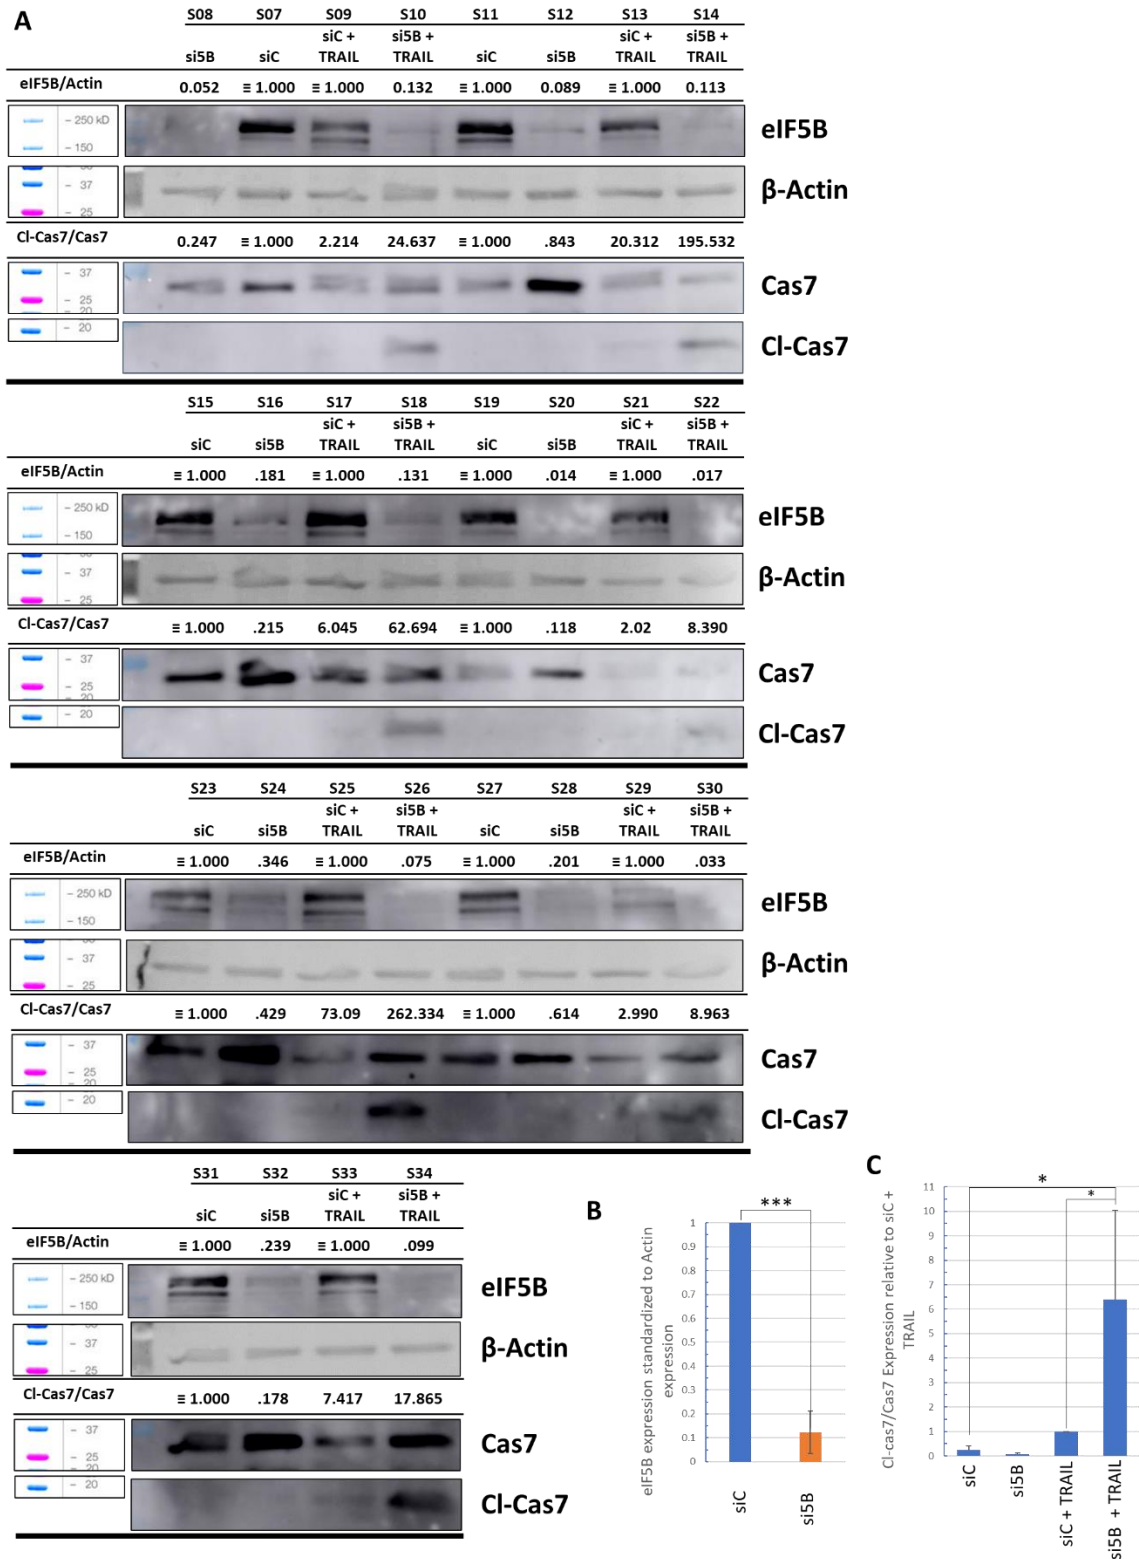 A
S08 S07 S09 S10 S11 S12 S13 S14
siC + si5B + siC + si5B +
si5B siC TRAIL TRAIL siC si5B TRAIL TRAIL
eIF5B/Actin 0.052 ≡ 1.000 ≡ 1.000 0.132 ≡ 1.000 0.089 ≡ 1.000 0.113
– 250 kD
– 150
eIF5B
– 37
– 25
β-Actin
Cl-Cas7/Cas7 0.247 ≡ 1.000 2.214 24.637 ≡ 1.000 .843 20.312 195.532
– 37
– 25
20
Cas7
– 20
Cl-Cas7
S15 S16 S17 S18 S19 S20 S21 S22
siC + si5B + siC + si5B +
siC si5B TRAIL TRAIL siC si5B TRAIL TRAIL
eIF5B/Actin ≡ 1.000 .181 ≡ 1.000 .131 ≡ 1.000 .014 ≡ 1.000 .017
– 250 kD
– 150
eIF5B
– 37
– 25
β-Actin
Cl-Cas7/Cas7 ≡ 1.000 .215 6.045 62.694 ≡ 1.000 .118 2.02 8.390
– 37
– 25
20
Cas7
– 20
Cl-Cas7
S23 S24 S25 S26 S27 S28 S29 S30
siC + si5B + siC + si5B +
siC si5B TRAIL TRAIL siC si5B TRAIL TRAIL
eIF5B/Actin ≡ 1.000 .346 ≡ 1.000 .075 ≡ 1.000 .201 ≡ 1.000 .033
– 250 kD
– 150
eIF5B
– 37
– 25
β-Actin
Cl-Cas7/Cas7 ≡ 1.000 .429 73.09 262.334 ≡ 1.000 .614 2.990 8.963
– 37
– 25
20
Cas7
– 20
Cl-Cas7
S31 S32 S33 S34
siC + si5B +
siC si5B TRAIL TRAIL
eIF5B/Actin ≡ 1.000 .239 ≡ 1.000 .099
– 250 kD
– 150
eIF5B
– 37
– 25
β-Actin
Cl-Cas7/Cas7 ≡ 1.000 .178 7.417 17.865
– 37
– 25
20
Cas7
– 20
Cl-Cas7
B
***
eIF5B expression standardized to Actin
expression
1
0.9
0.8
0.7
0.6
0.5
0.4
0.3
0.2
0.1
0
siC
si5B
C
*
*
Cl-cas7/Cas7 Expression relative to siC +
TRAIL
11
10
9
8
7
6
5
4
3
2
1
0
siC
si5B
siC + TRAIL
si5B + TRAIL